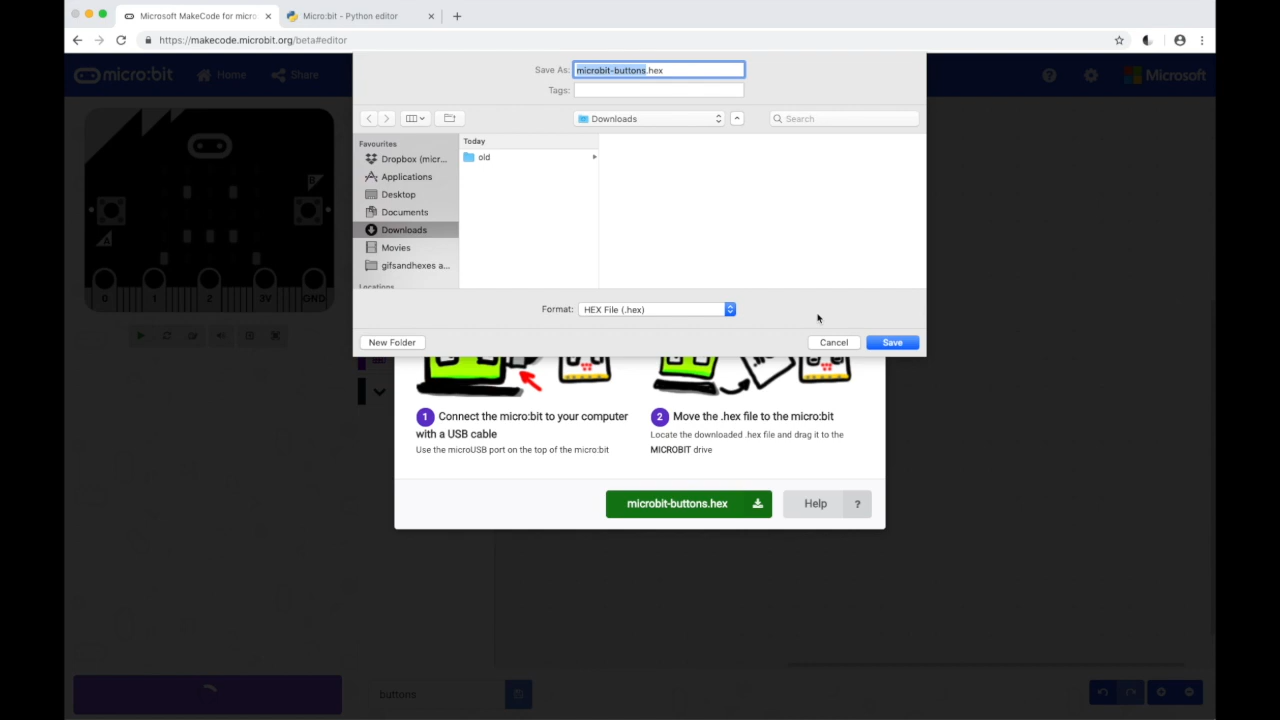 Microsoft MakeCode for micro
Micro:bit - Python editor
https://makecode.microbit.org/beta#editor
micro:bit
Home
Share
Microsoft
Save As: microbit-buttons.hex
Tags:
Downloads
Search
Favourites
Dropbox (micr...
Applications
Desktop
Documents
Downloads
Movies
gifsandhexes a...
Locations
Today
old
Format: HEX File (.hex)
New Folder
Cancel
Save
A
B
0 1 2 3V GND
1 Connect the micro:bit to your computer
with a USB cable
Use the microUSB port on the top of the micro:bit
2 Move the .hex file to the micro:bit
Locate the downloaded .hex file and drag it to the
MICROBIT drive
microbit-buttons.hex
Help ?
buttons